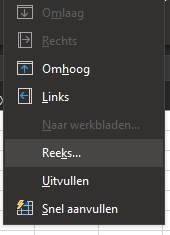 Omlaag
Rechts
Omhoog
Links
Naar werkbladen...
Reeks...
Uitvullen
Snel aanvullen